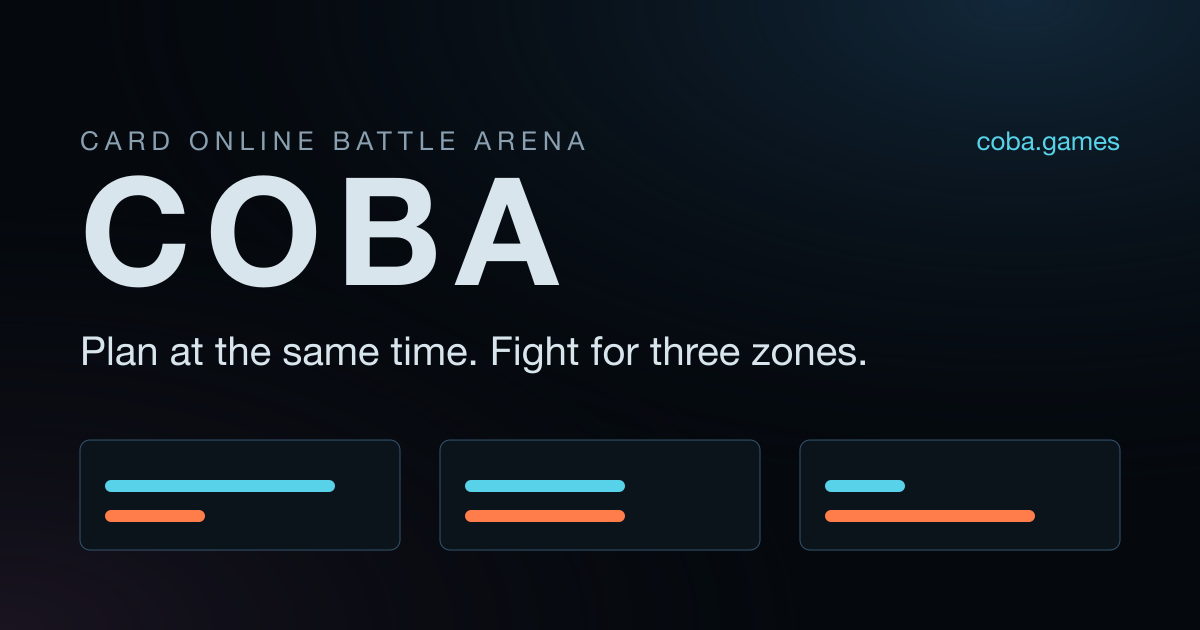 CARD ONLINE BATTLE ARENA
coba.games
COBA
Plan at the same time. Fight for three zones.